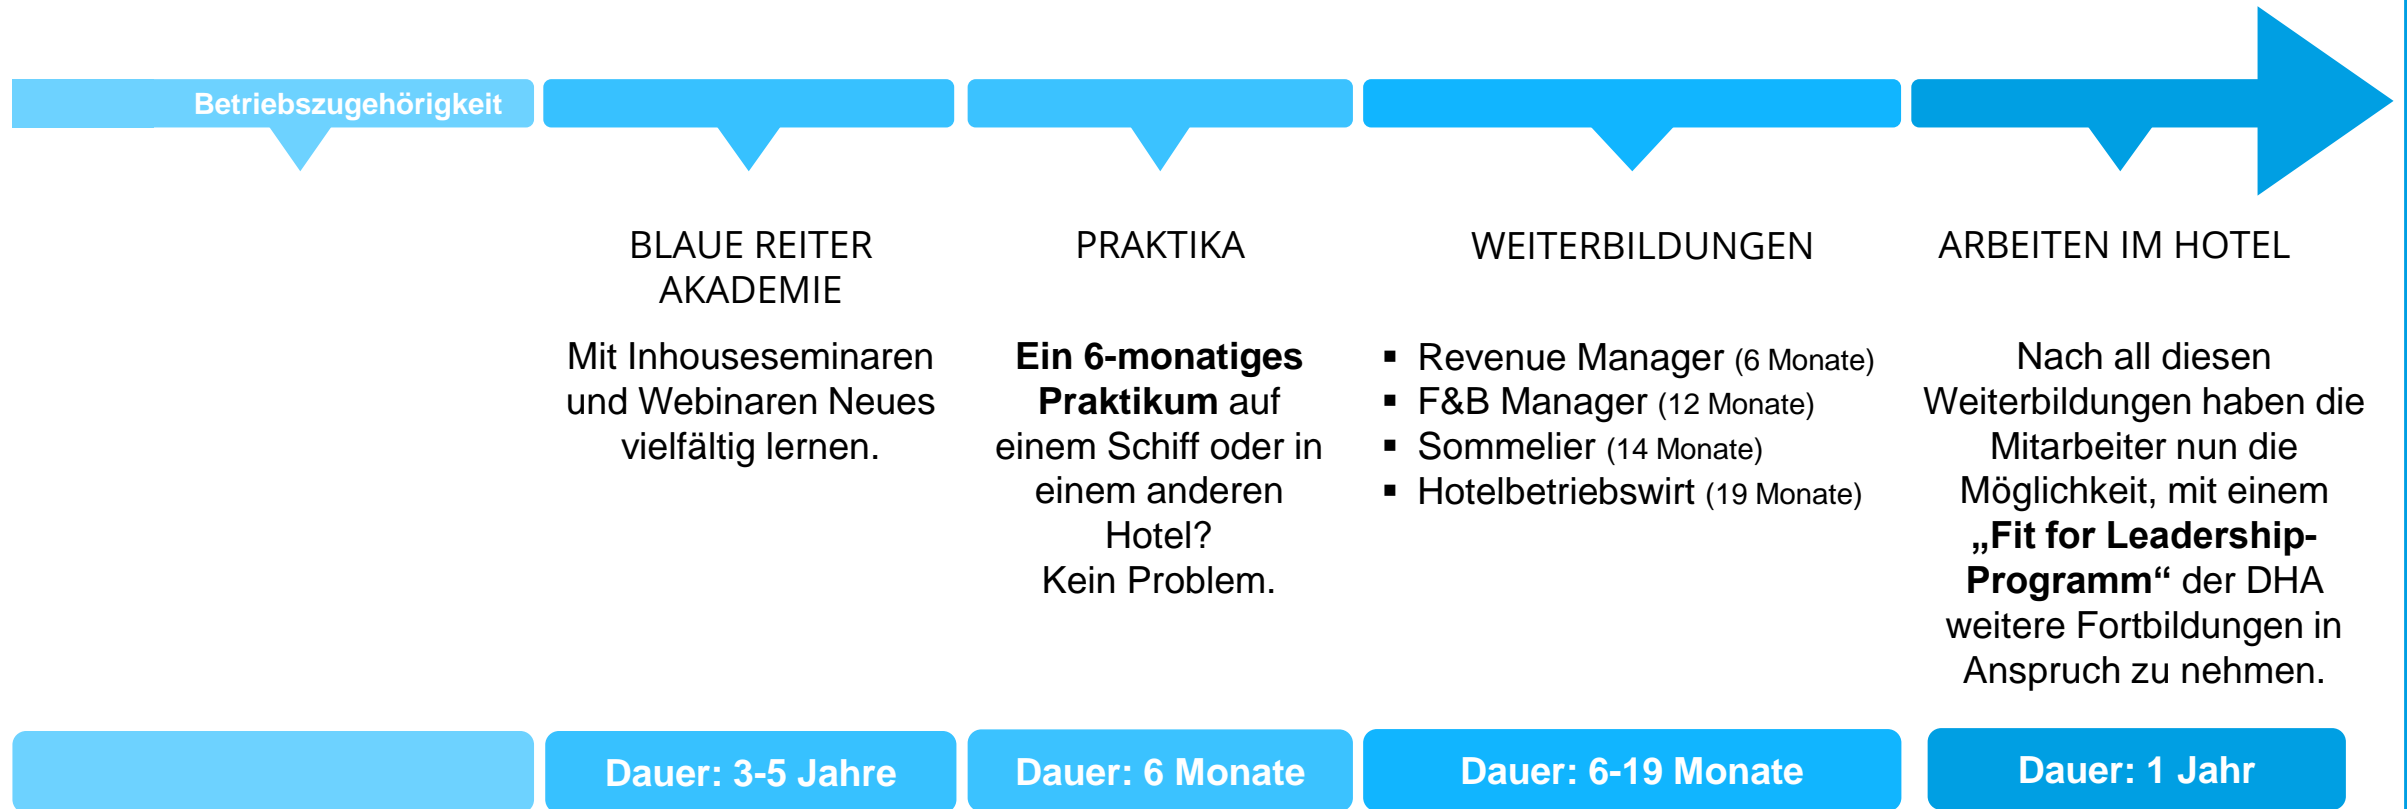 Betriebszugehörigkeit
BLAUE REITER
AKADEMIE
Mit Inhouseseminaren
und Webinaren Neues
vielfältig lernen.
Dauer: 3-5 Jahre
PRAKTIKA
Ein 6-monatiges
Praktikum auf
einem Schiff oder in
einem anderen
Hotel?
Kein Problem.
Dauer: 6 Monate
WEITERBILDUNGEN
▪ Revenue Manager (6 Monate)
▪ F&B Manager (12 Monate)
▪ Sommelier (14 Monate)
▪ Hotelbetriebswirt (19 Monate)
Dauer: 6-19 Monate
ARBEITEN IM HOTEL
Nach all diesen
Weiterbildungen haben die
Mitarbeiter nun die
Möglichkeit, mit einem
„Fit for Leadership-
Programm“ der DHA
weitere Fortbildungen in
Anspruch zu nehmen.
Dauer: 1 Jahr